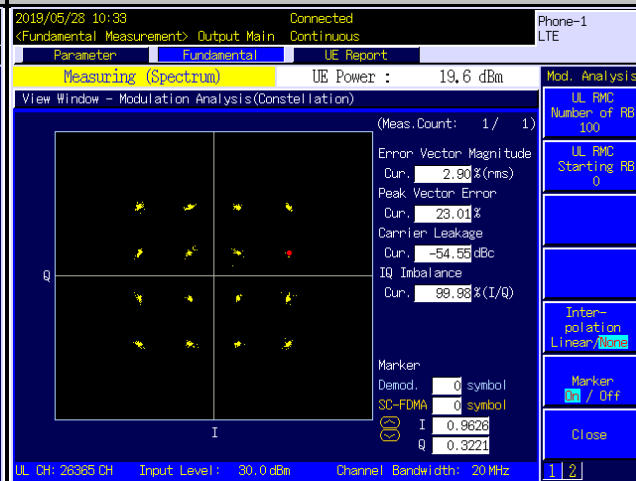 2019/05/28 10:33 Connected Phone-1
<Fundamental Measurement> Output Main Continuous LTE
Parameter Fundamental UE Report
Measuring (Spectrum) UE Power : 19.6 dBm Mod. Analysis
View Window - Modulation Analysis(Constellation)
(Meas.Count: 1/ 1)
Error Vector Magnitude
Cur. 2.90 %(rms)
Peak Vector Error
Cur. 23.01 %
Carrier Leakage
Cur. -54.55 dBc
IQ Imbalance
Cur. 99.98 %(I/Q)
Marker
Demod. 0 symbol
SC-FDMA 0 symbol
I 0.9626
Q 0.3221
Q
I
UL RMC
Number of RB
100
UL RMC
Starting RB
0
Inter-
polation
Linear/None
Marker
On / Off
Close
1 2
UL CH: 26365 CH Input Level: 30.0 dBm Channel Bandwidth: 20 MHz